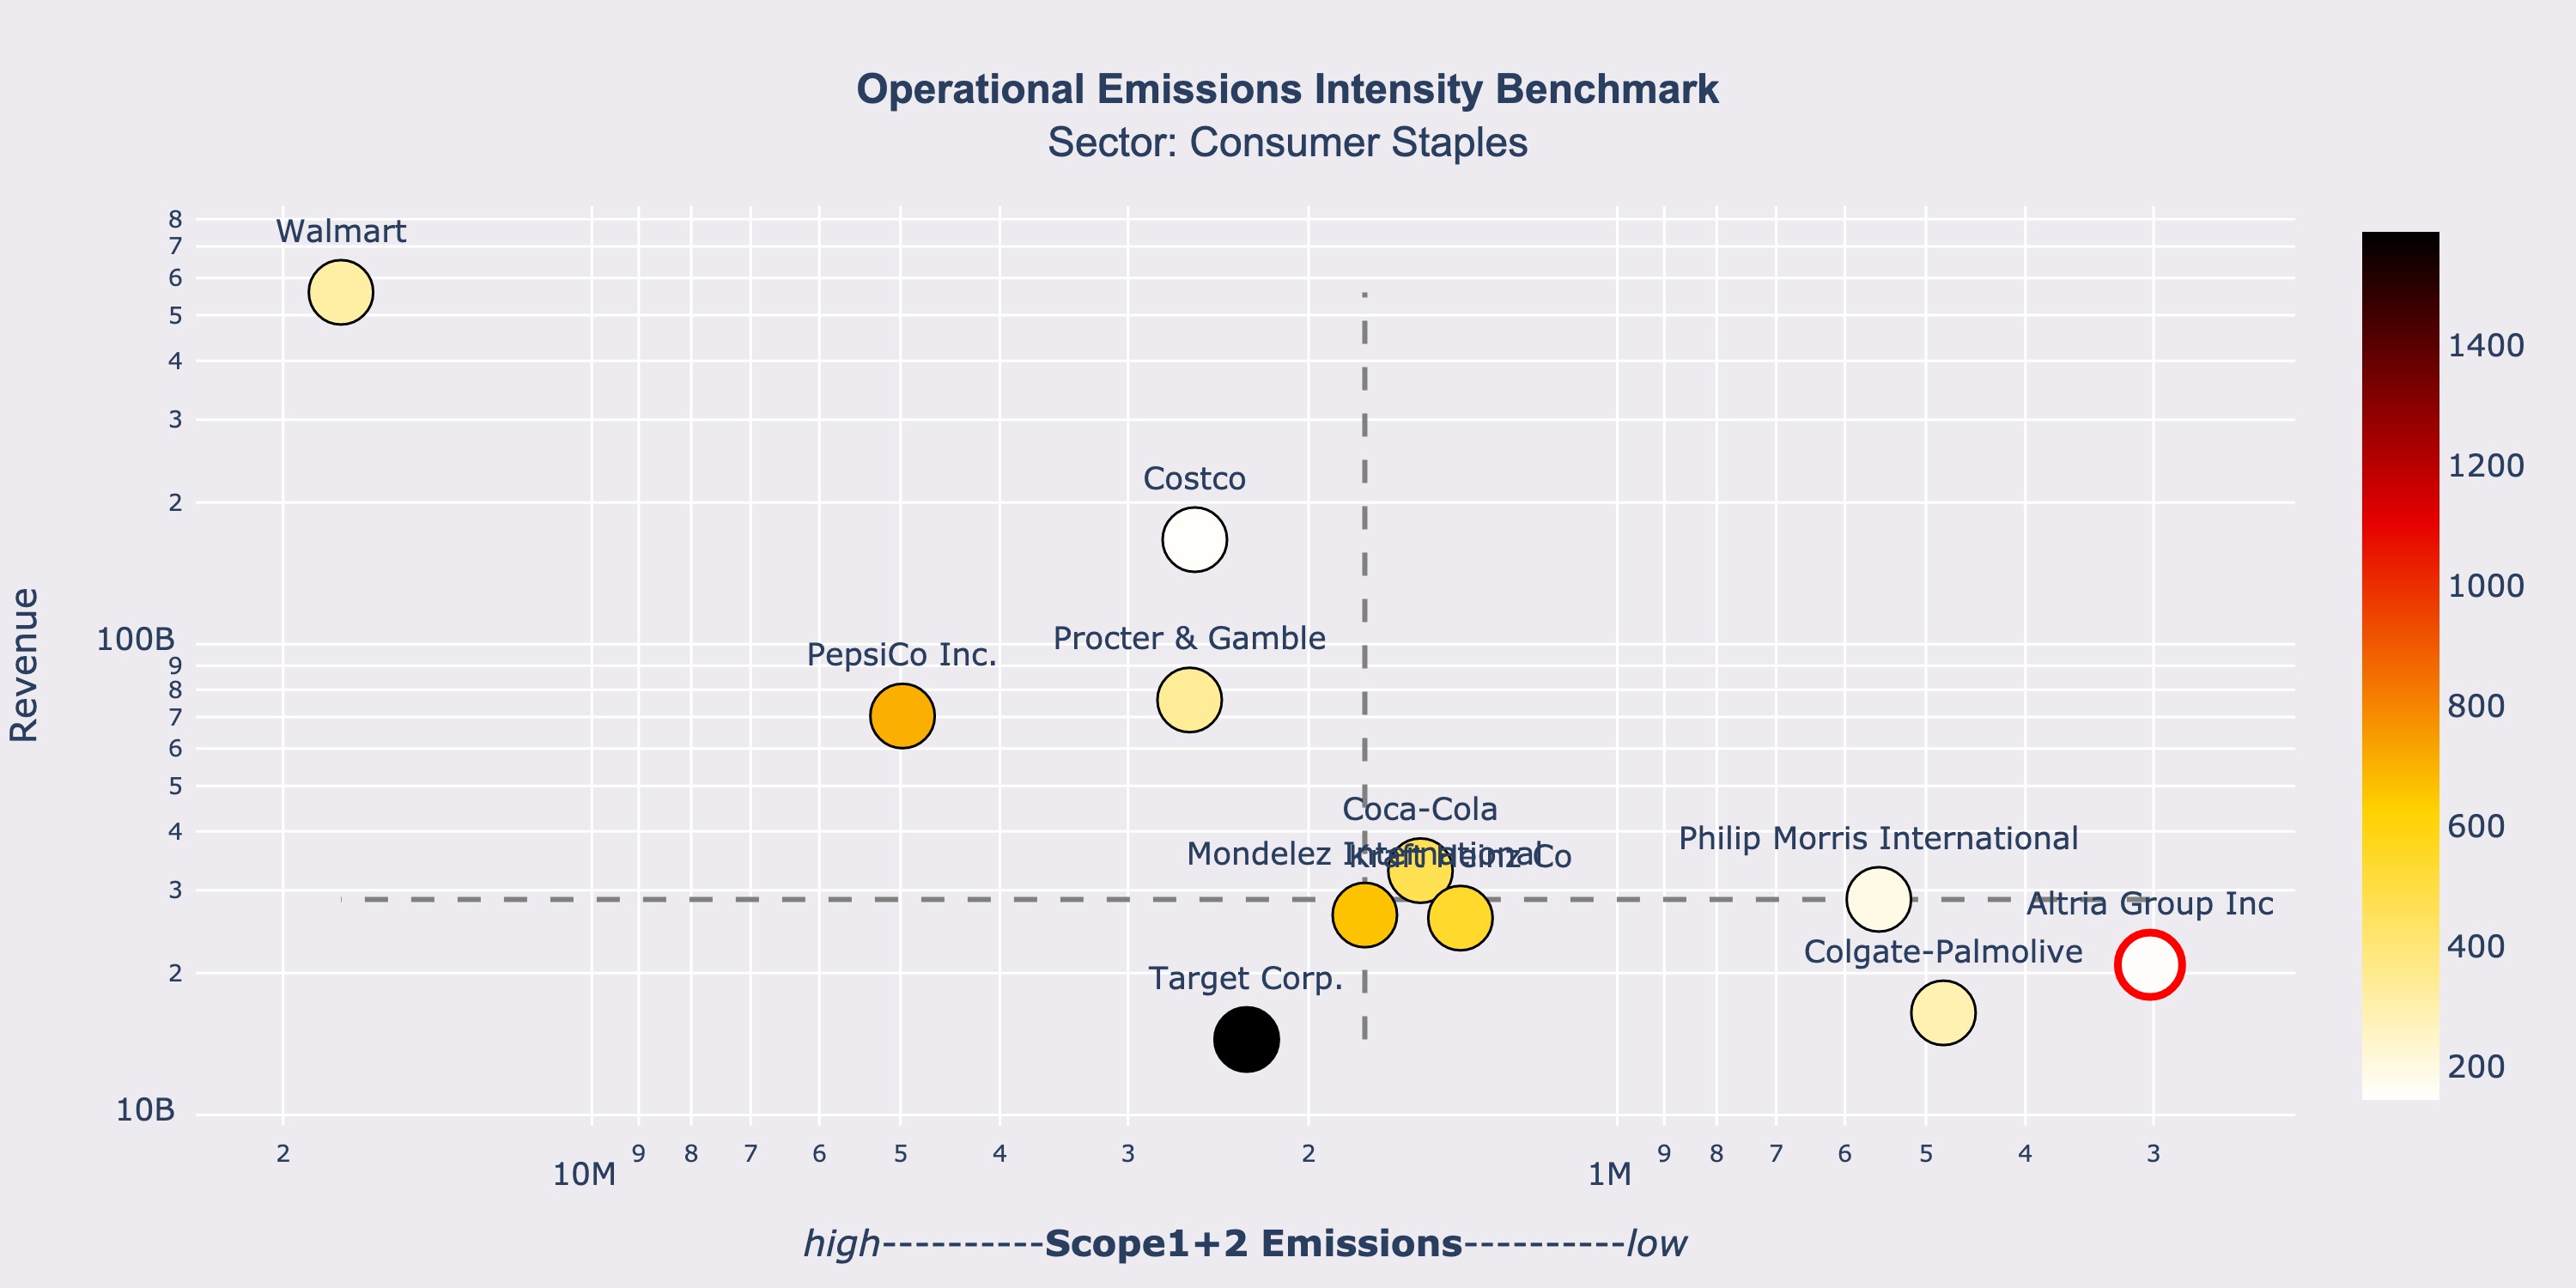 Operational Emissions Intensity Benchmark
Sector: Consumer Staples
8
7
6
5
4
3
2
100B
9
8
7
6
5
4
3
2
10B
Revenue
Walmart
Costco
Procter & Gamble
PepsiCo Inc.
Coca-Cola
Mondelez International
Kraft Heinz Co
Philip Morris International
Altria Group Inc
Colgate-Palmolive
Target Corp.
1400
1200
1000
800
600
400
200
2
10M
9
8
7
6
5
4
3
2
1M
9
8
7
6
5
4
3
high----------Scope1+2 Emissions----------low